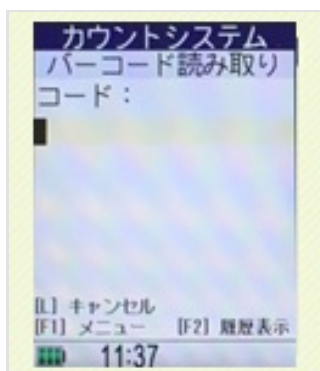 カウントシステム
バーコード読み取り
コード：
[L] キャンセル
[F1] メニュー [F2] 履歴表示
11:37